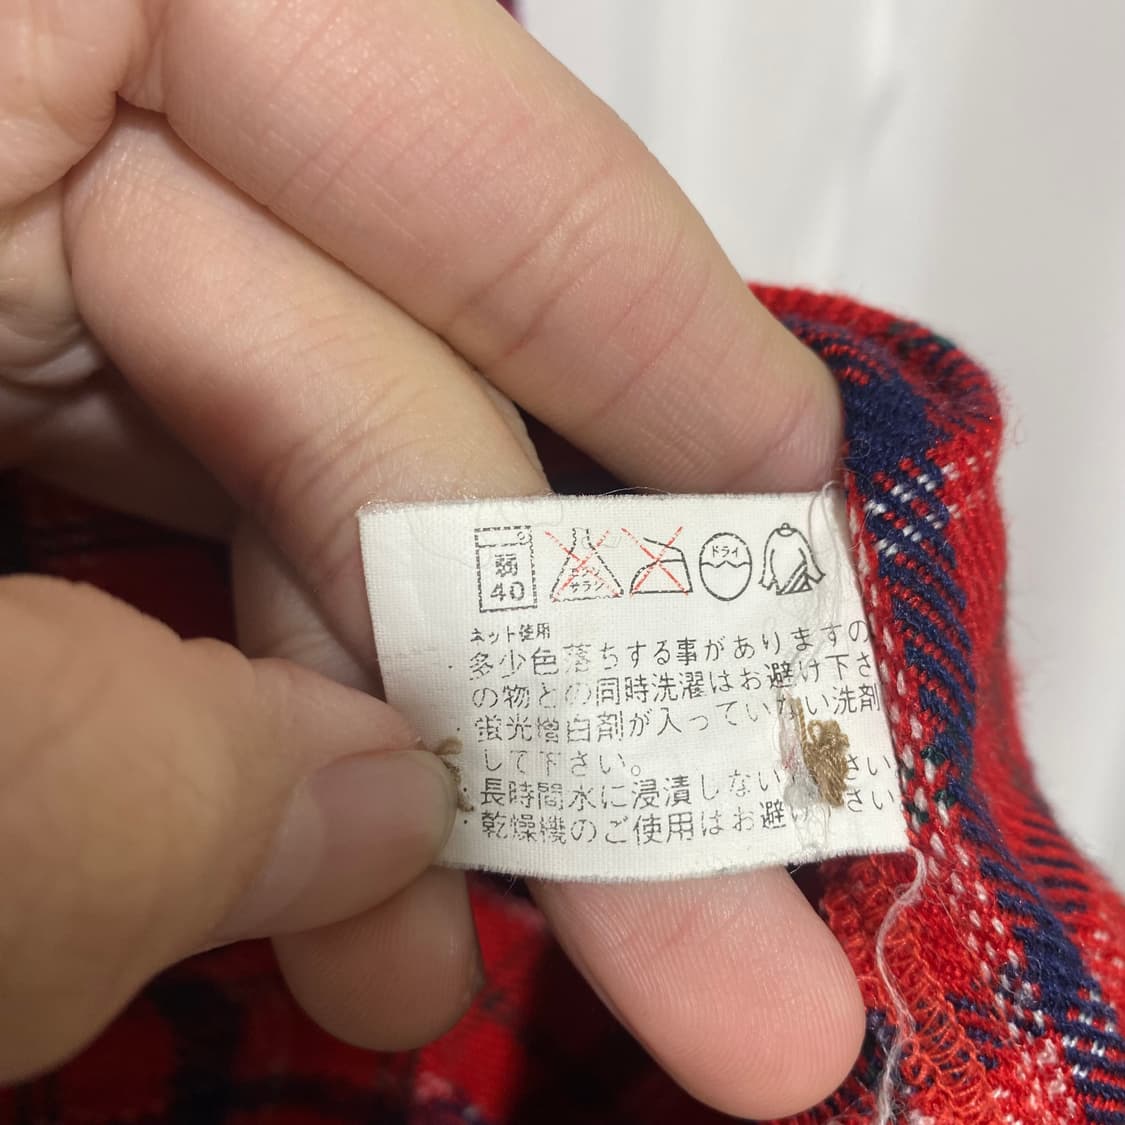 弱
40
サラシ
ドライ
ネット使用
・多少色落ちする事がありますの
の物との同時洗濯はお避け下さ
・蛍光増白剤が入っていない洗剤
して下さい。
・長時間水に浸漬しない さい
・乾燥機のご使用はお避 さい